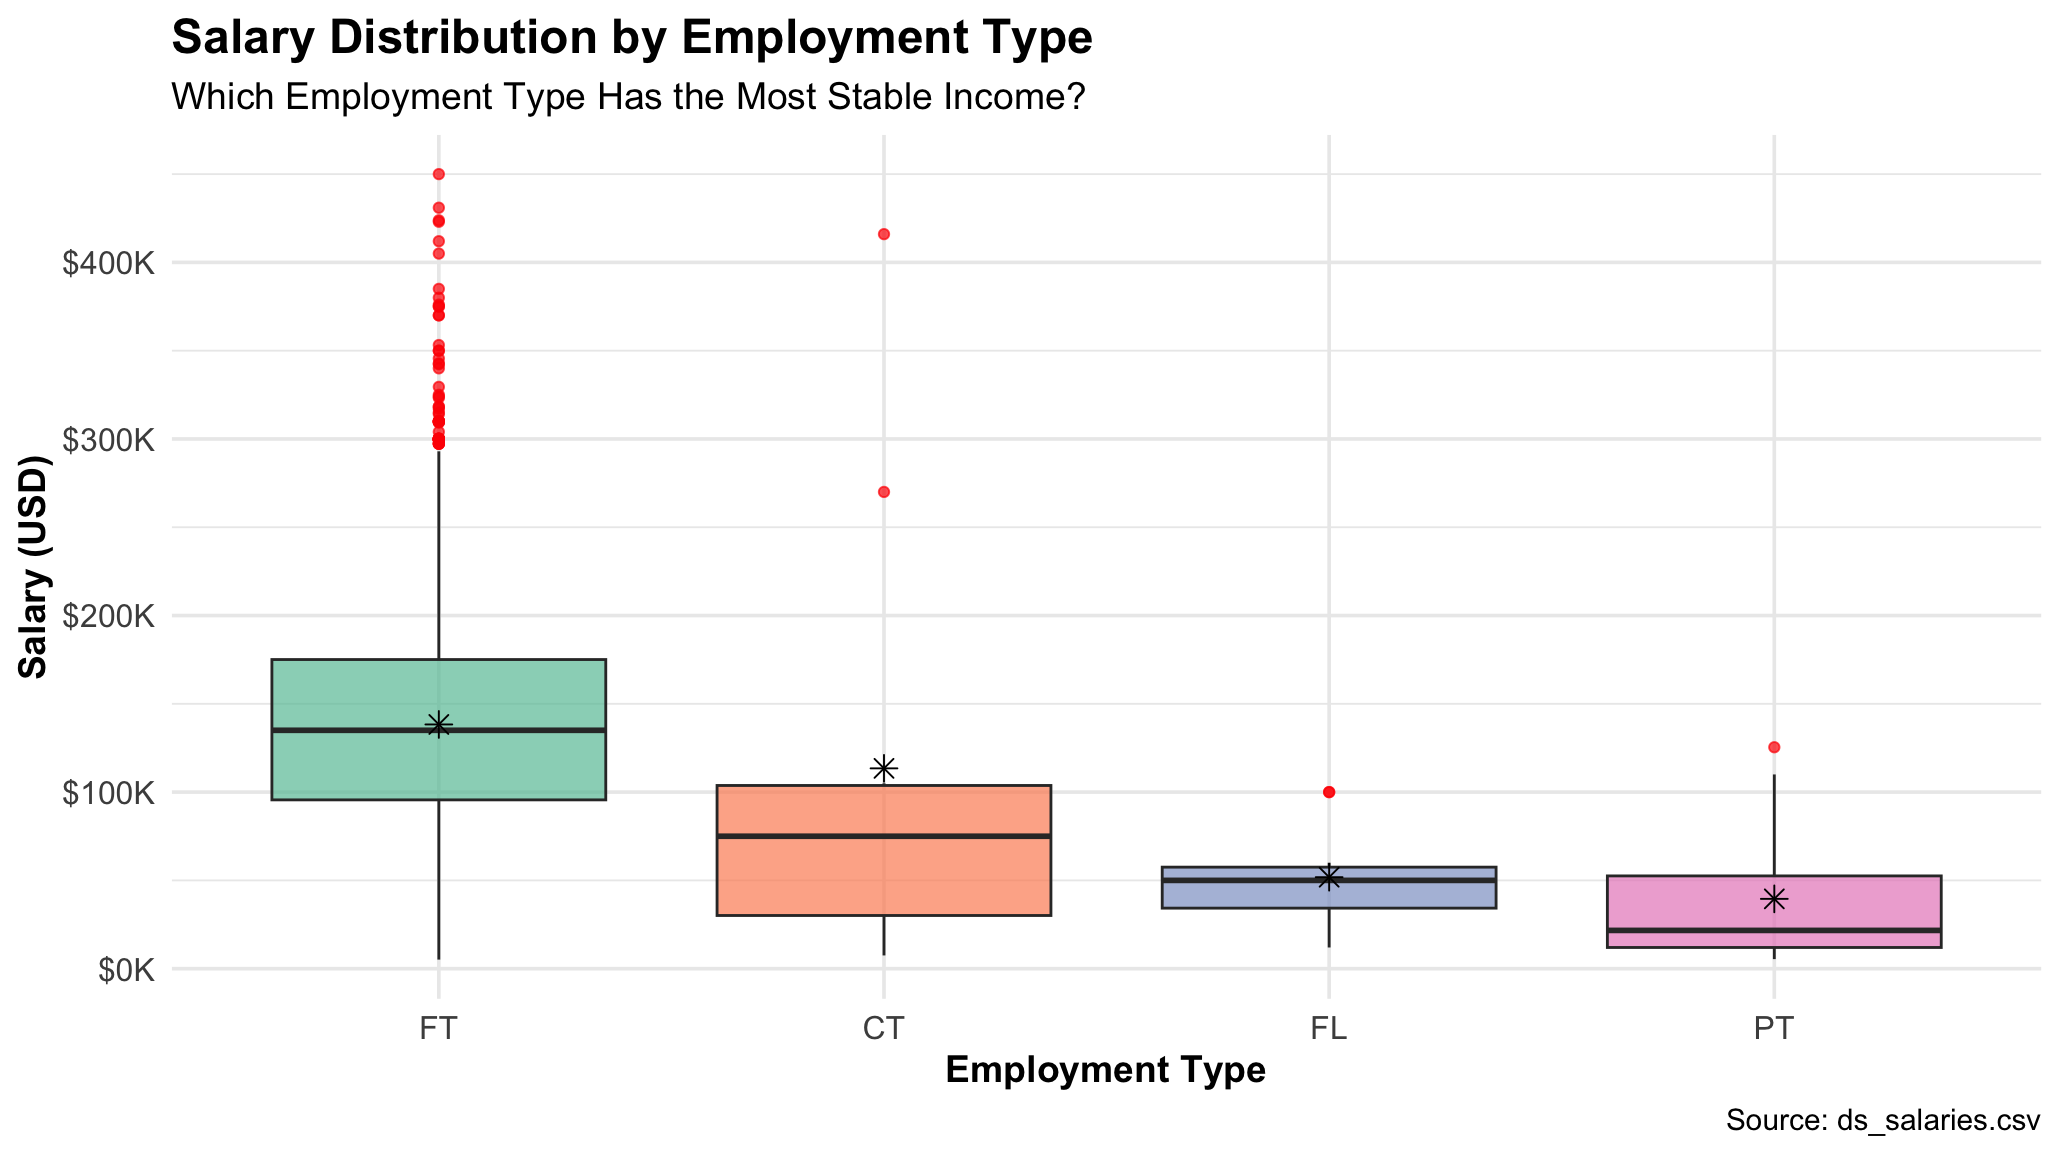 Salary Distribution by Employment Type
Which Employment Type Has the Most Stable Income?
Salary (USD)
$400K
$300K
$200K
$100K
$0K
FT
CT
FL
PT
Employment Type
Source: ds_salaries.csv